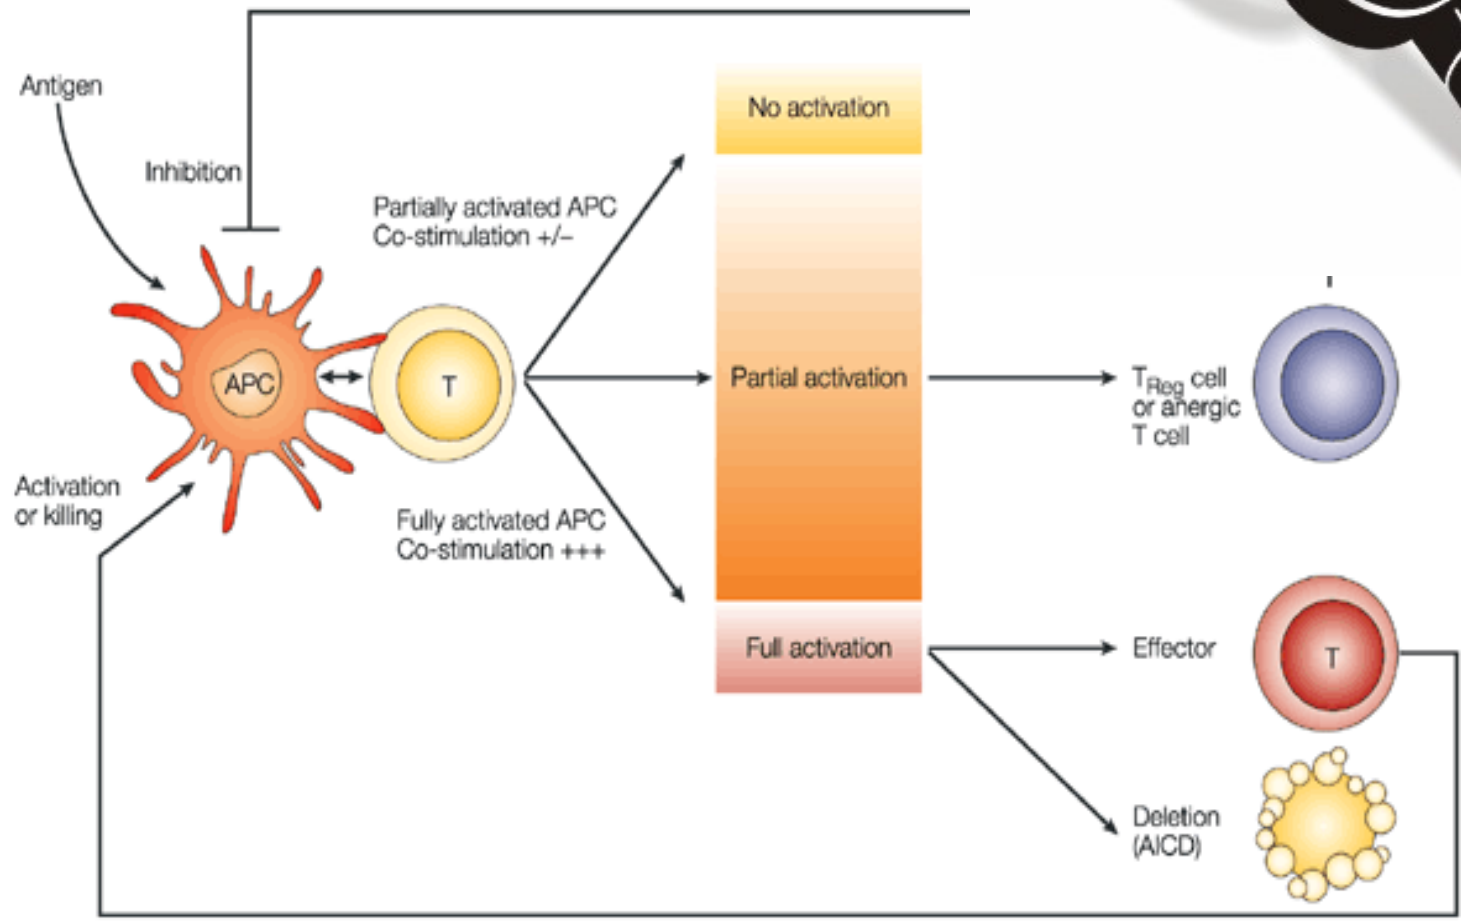 Antigen
Inhibition
No activation
Partially activated APC
Co-stimulation +/–
APC
T
Partial activation
TReg cell
or anergic
T cell
Activation
or killing
Fully activated APC
Co-stimulation +++
Full activation
Effector
T
Deletion
(AICD)